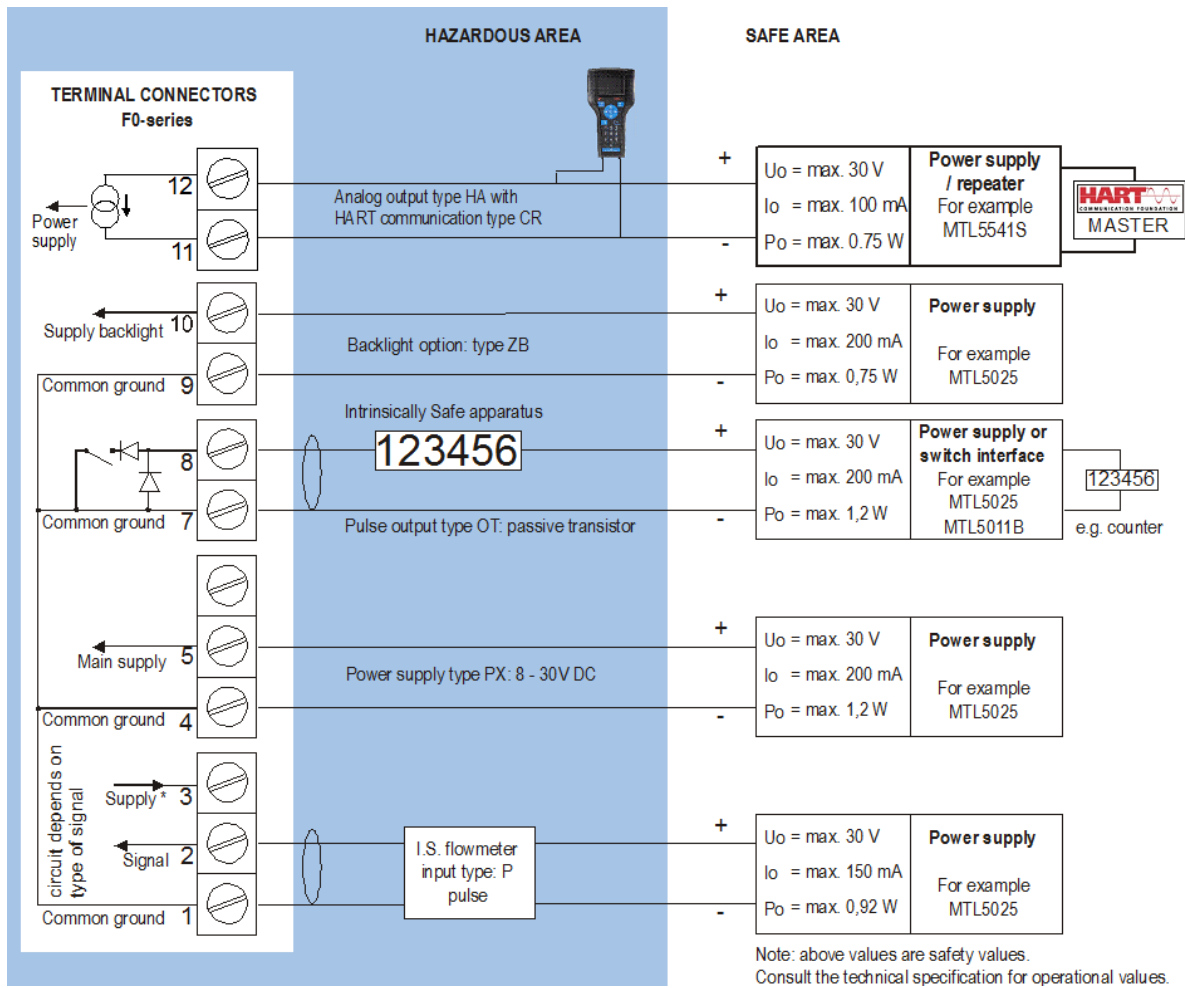 HAZARDOUS AREA
SAFE AREA
TERMINAL CONNECTORS
F0-series
12
Power
supply
11
Analog output type HA with
HART communication type CR
+
-
Uo = max. 30 V
Io = max. 100 mA
Po = max. 0.75 W
Power supply
/ repeater
For example
MTL5541S
HART
COMMUNICATION FOUNDATION
MASTER
Supply backlight 10
Common ground 9
Backlight option: type ZB
+
-
Uo = max. 30 V
Io = max. 200 mA
Po = max. 0,75 W
Power supply
For example
MTL5025
8
Common ground 7
Intrinsically Safe apparatus
123456
Pulse output type OT: passive transistor
+
-
Uo = max. 30 V
Io = max. 200 mA
Po = max. 1,2 W
Power supply or
switch interface
For example
MTL5025
MTL5011B
123456
e.g. counter
Main supply 5
Common ground 4
Power supply type PX: 8 - 30V DC
+
-
Uo = max. 30 V
Io = max. 200 mA
Po = max. 1,2 W
Power supply
For example
MTL5025
circuit depends on
type of signal
Supply * 3
Signal 2
Common ground 1
I.S. flowmeter
input type: P
pulse
+
-
Uo = max. 30 V
Io = max. 150 mA
Po = max. 0,92 W
Power supply
For example
MTL5025
Note: above values are safety values.
Consult the technical specification for operational values.